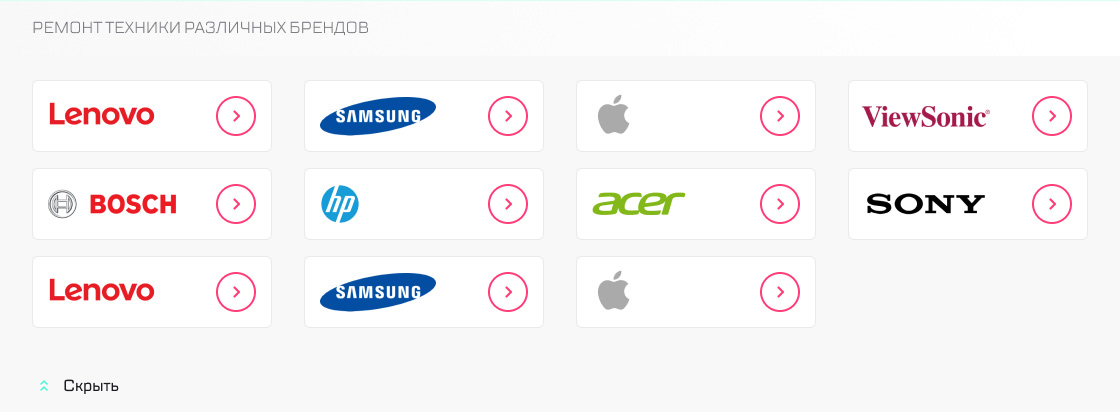 РЕМОНТ ТЕХНИКИ РАЗЛИЧНЫХ БРЕНДОВ
Lenovo SAMSUNG ViewSonic®
BOSCH hp acer SONY
Lenovo SAMSUNG
Скрыть